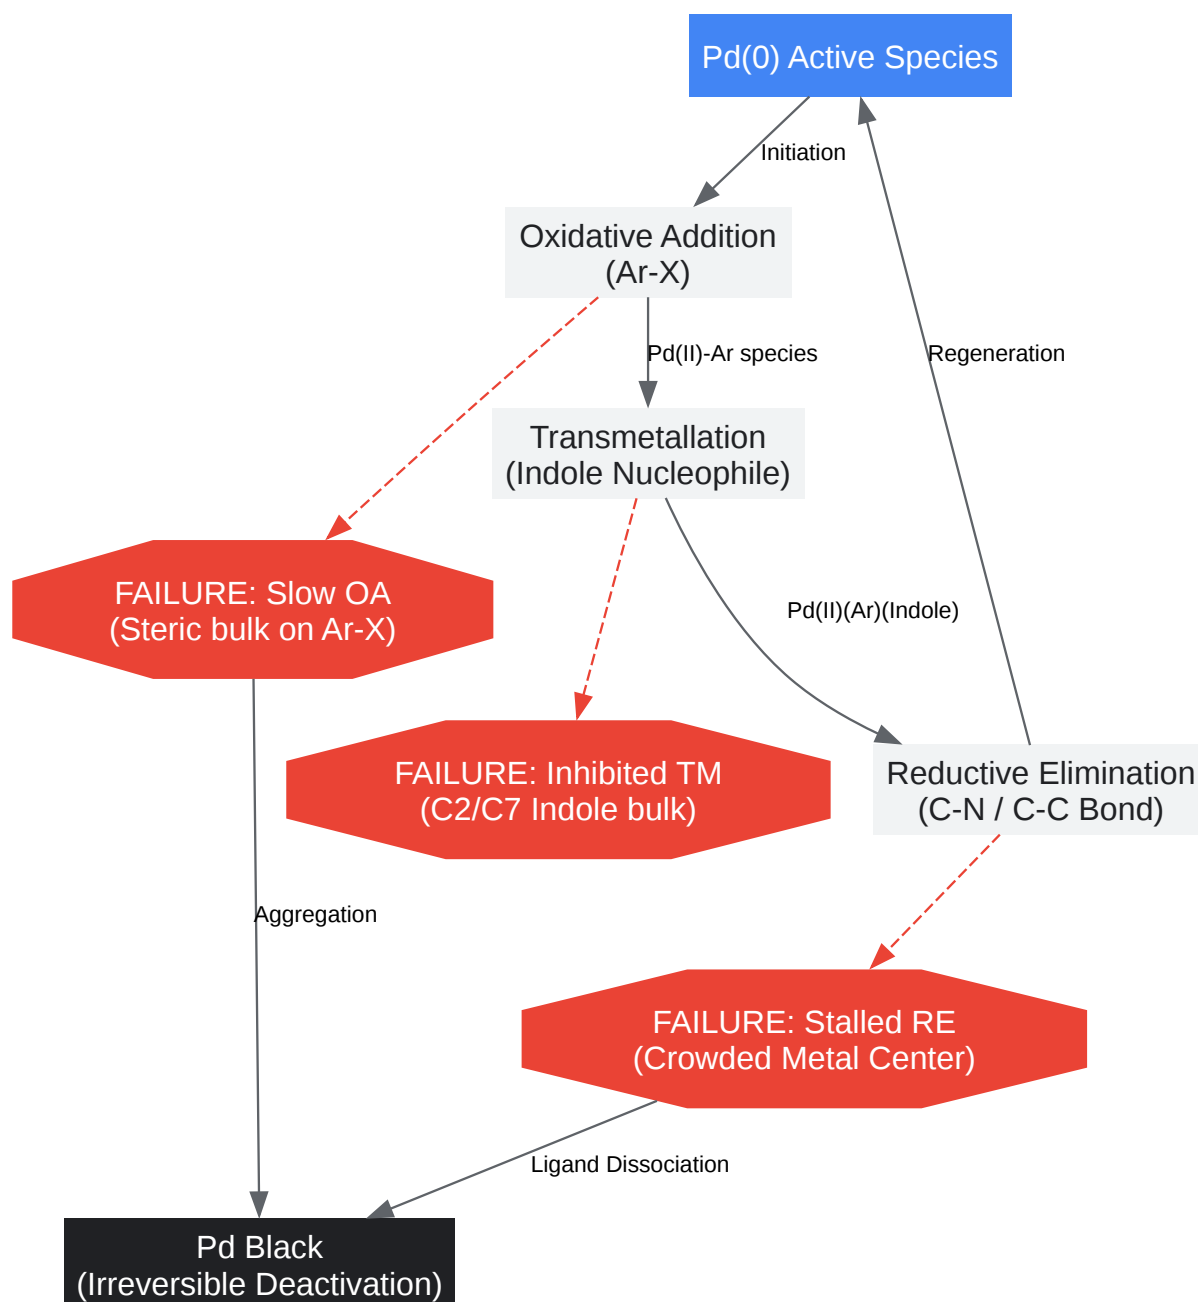 Pd(0) Active Species
Initiation
Oxidative Addition
(Ar-X)
Pd(II)-Ar species
Regeneration
Transmetallation
(Indole Nucleophile)
FAILURE: Slow OA
(Steric bulk on Ar-X)
Pd(II)(Ar)(Indole)
FAILURE: Inhibited TM
(C2/C7 Indole bulk)
Reductive Elimination
(C-N / C-C Bond)
Aggregation
FAILURE: Stalled RE
(Crowded Metal Center)
Ligand Dissociation
Pd Black
(Irreversible Deactivation)